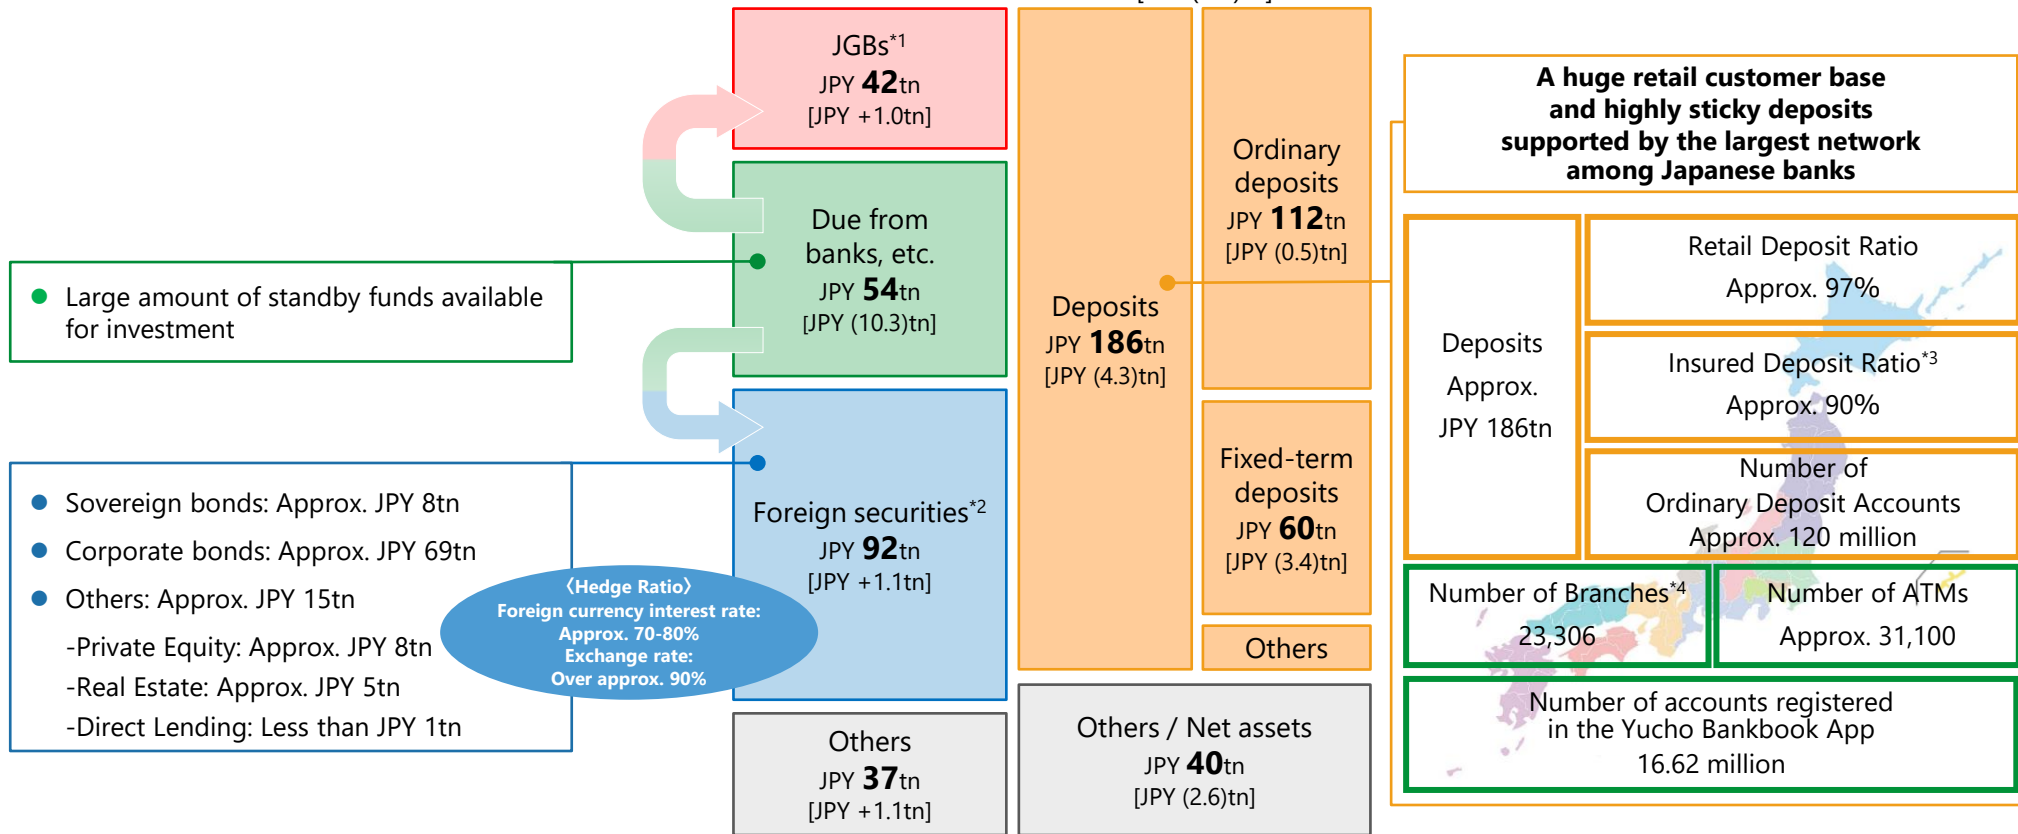 JGBs*1
JPY 42tn
[JPY +1.0tn]
Due from
banks, etc.
JPY 54tn
[JPY (10.3)tn]
Foreign securities*2
JPY 92tn
[JPY +1.1tn]
Others
JPY 37tn
[JPY +1.1tn]
● Large amount of standby funds available
for investment
● Sovereign bonds: Approx. JPY 8tn
● Corporate bonds: Approx. JPY 69tn
● Others: Approx. JPY 15tn
-Private Equity: Approx. JPY 8tn
-Real Estate: Approx. JPY 5tn
-Direct Lending: Less than JPY 1tn
〈Hedge Ratio〉
Foreign currency interest rate:
Approx. 70-80%
Exchange rate:
Over approx. 90%
Deposits
JPY 186tn
[JPY (4.3)tn]
Ordinary
deposits
JPY 112tn
[JPY (0.5)tn]
Fixed-term
deposits
JPY 60tn
[JPY (3.4)tn]
Others
Others / Net assets
JPY 40tn
[JPY (2.6)tn]
A huge retail customer base
and highly sticky deposits
supported by the largest network
among Japanese banks
Deposits
Approx.
JPY 186tn
Retail Deposit Ratio
Approx. 97%
Insured Deposit Ratio*3
Approx. 90%
Number of
Ordinary Deposit Accounts
Approx. 120 million
Number of Branches*4
23,306
Number of ATMs
Approx. 31,100
Number of accounts registered
in the Yucho Bankbook App
16.62 million